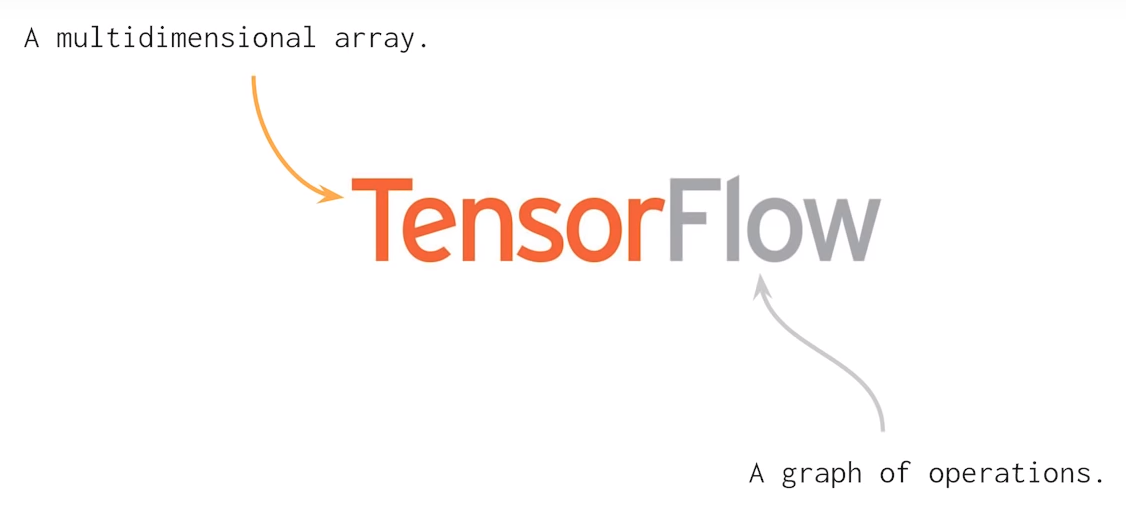 A multidimensional array.
TensorFlow
A graph of operations.